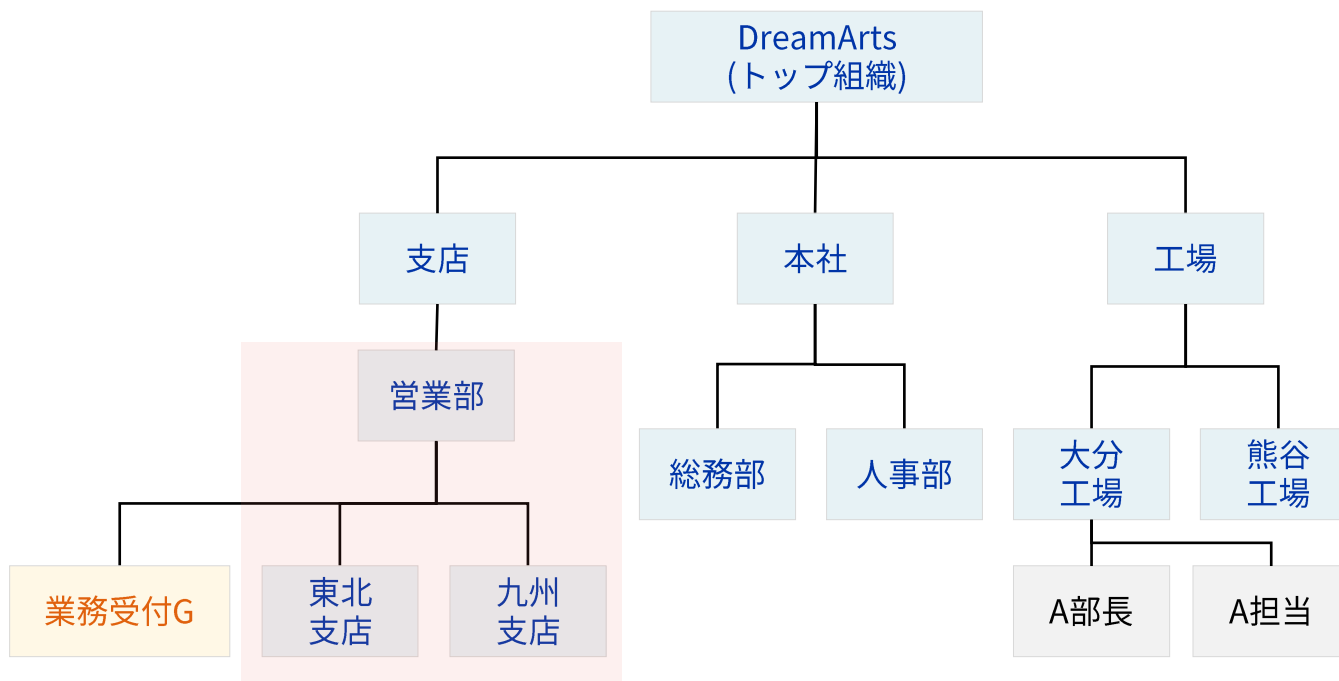 DreamArts
(トップ組織)
支店
本社
工場
営業部
総務部
人事部
大分
工場
熊谷
工場
業務受付G
東北
支店
九州
支店
A部長
A担当